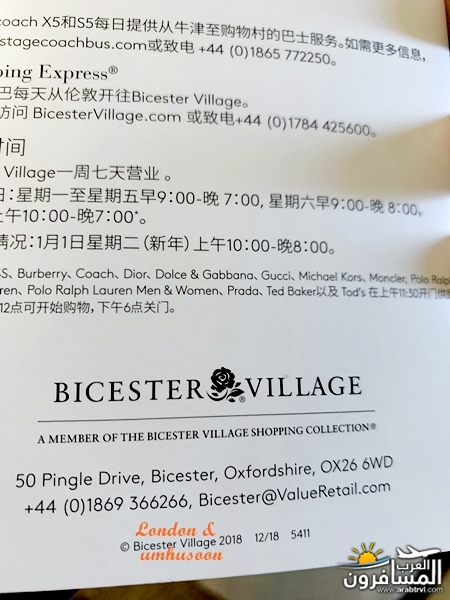 coach X5和S5每日提供从牛津至购物村的巴士服务。如需更多信息,
stagecoachbus.com或致电 +44 (0)1865 772250。
ping Express®
巴每天从伦敦开往Bicester Village。
访问 BicesterVillage.com 或致电+44 (0)1784 425600。
时间
Village一周七天营业 。
日:星期一至星期五早9:00-晚 7:00, 星期六早9:00-晚 8:00,
上午10:00-晚7:00*。
情况:1月1日星期二 (新年) 上午10:00-晚8:00。
SS, Burberry, Coach, Dior, Dolce & Gabbana, Gucci, Michael Kors, Moncler, Polo Ralph
ren, Polo Ralph Lauren Men & Women, Prada, Ted Baker以及 Tod's 在上午11:30开门供
12点可开始购物, 下午6点关门。
BICESTER VILLAGE®
A MEMBER OF THE BICESTER VILLAGE SHOPPING COLLECTION®
50 Pingle Drive, Bicester, Oxfordshire, OX26 6WD
+44 (0)1869 366266, Bicester@ValueRetail.com
London &
© Bicester Village 2018 12/18 5411
umhusoon
العرب
المسافرون
www.arabtrvl.com